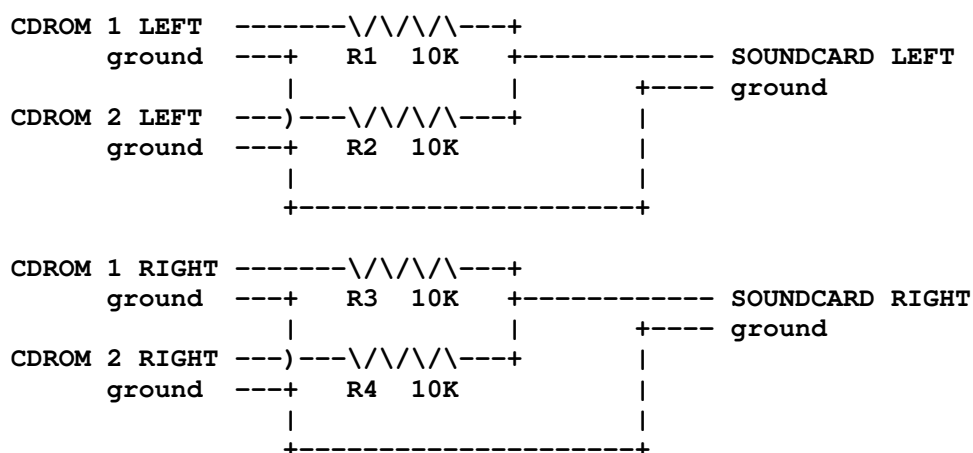 CDROM 1 LEFT  -------\/\/\/\---+
      ground  ---+   R1  10K   +------------ SOUNDCARD LEFT
                 |             |       +---- ground
CDROM 2 LEFT  ---)---\/\/\/\---+       |
      ground  ---+   R2  10K           |
                 |                     |
                 +---------------------+
CDROM 1 RIGHT -------\/\/\/\---+
      ground  ---+   R3  10K   +------------ SOUNDCARD RIGHT
                 |             |       +---- ground
CDROM 2 RIGHT ---)---\/\/\/\---+       |
      ground  ---+   R4  10K           |
                 |                     |
                 +---------------------+